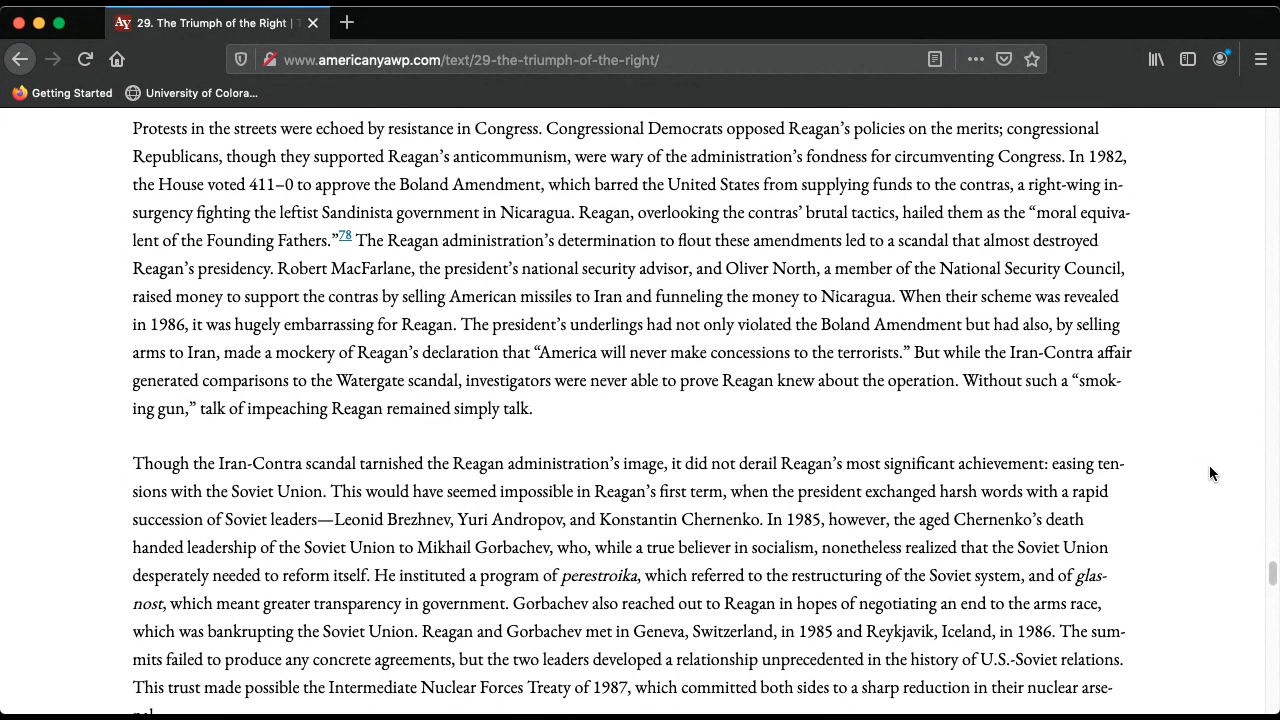 29. The Triumph of the Right | T
www.americanyawp.com/text/29-the-triumph-of-the-right/
Getting Started
University of Colora...
Protests in the streets were echoed by resistance in Congress. Congressional Democrats opposed Reagan’s policies on the merits; congressional
Republicans, though they supported Reagan’s anticommunism, were wary of the administration’s fondness for circumventing Congress. In 1982,
the House voted 411–0 to approve the Boland Amendment, which barred the United States from supplying funds to the contras, a right-wing in-
surgency fighting the leftist Sandinista government in Nicaragua. Reagan, overlooking the contras’ brutal tactics, hailed them as the “moral equiva-
lent of the Founding Fathers.”78 The Reagan administration’s determination to flout these amendments led to a scandal that almost destroyed
Reagan’s presidency. Robert MacFarlane, the president’s national security advisor, and Oliver North, a member of the National Security Council,
raised money to support the contras by selling American missiles to Iran and funneling the money to Nicaragua. When their scheme was revealed
in 1986, it was hugely embarrassing for Reagan. The president’s underlings had not only violated the Boland Amendment but had also, by selling
arms to Iran, made a mockery of Reagan’s declaration that “America will never make concessions to the terrorists.” But while the Iran-Contra affair
generated comparisons to the Watergate scandal, investigators were never able to prove Reagan knew about the operation. Without such a “smok-
ing gun,” talk of impeaching Reagan remained simply talk.
Though the Iran-Contra scandal tarnished the Reagan administration’s image, it did not derail Reagan’s most significant achievement: easing ten-
sions with the Soviet Union. This would have seemed impossible in Reagan’s first term, when the president exchanged harsh words with a rapid
succession of Soviet leaders—Leonid Brezhnev, Yuri Andropov, and Konstantin Chernenko. In 1985, however, the aged Chernenko’s death
handed leadership of the Soviet Union to Mikhail Gorbachev, who, while a true believer in socialism, nonetheless realized that the Soviet Union
desperately needed to reform itself. He instituted a program of perestroika, which referred to the restructuring of the Soviet system, and of glas-
nost, which meant greater transparency in government. Gorbachev also reached out to Reagan in hopes of negotiating an end to the arms race,
which was bankrupting the Soviet Union. Reagan and Gorbachev met in Geneva, Switzerland, in 1985 and Reykjavik, Iceland, in 1986. The sum-
mits failed to produce any concrete agreements, but the two leaders developed a relationship unprecedented in the history of U.S.-Soviet relations.
This trust made possible the Intermediate Nuclear Forces Treaty of 1987, which committed both sides to a sharp reduction in their nuclear arse-